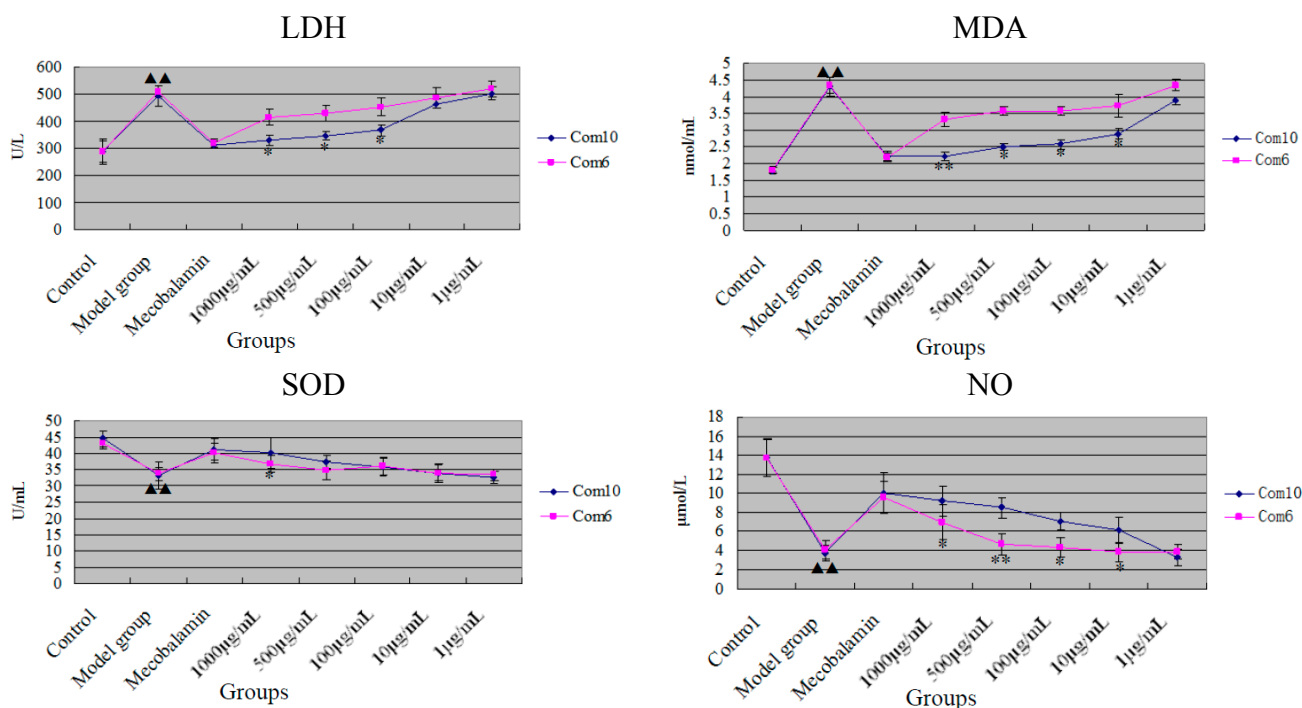 LDH
600
500
400
300
200
100
0
U/L
▲▲
*
*
*
Com10
Com6
Control
Model group
Mecobalamin
1000µg/mL
500µg/mL
100µg/mL
10µg/mL
1µg/mL
Groups
MDA
5
4.5
4
3.5
3
2.5
2
1.5
1
0.5
0
nmol/mL
▲▲
**
*
*
*
Com10
Com6
Control
Model group
Mecobalamin
1000µg/mL
500µg/mL
100µg/mL
10µg/mL
1µg/mL
Groups
SOD
50
45
40
35
30
25
20
15
10
5
0
U/mL
▲▲
*
Com10
Com6
Control
Model group
Mecobalamin
1000µg/mL
500µg/mL
100µg/mL
10µg/mL
1µg/mL
Groups
NO
18
16
14
12
10
8
6
4
2
0
µmol/L
▲▲
*
**
*
*
Com10
Com6
Control
Model group
Mecobalamin
1000µg/mL
500µg/mL
100µg/mL
10µg/mL
1µg/mL
Groups